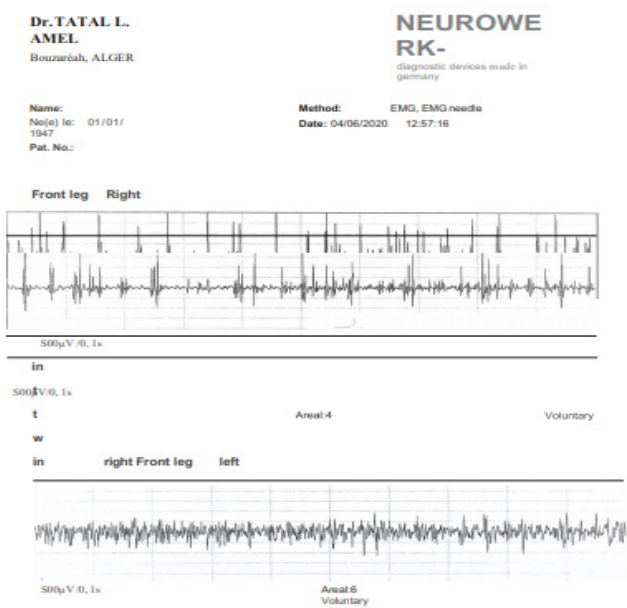 Dr. TATAL L.
AMEL
Bouzaréah, ALGER
NEUROWE
RK-
diagnostic devices made in
germany
Name:
Ne(e) le: 01/01/
1947
Pat. No.:
Method: EMG, EMG needle
Date: 04/06/2020 12:57:16
Front leg Right
S00µV /0, 1s
in
S00µV/0, 1s
t
t Areal:4 Voluntary
w
in right Front leg left
S00µV/0, 1s Areal:6
Voluntary